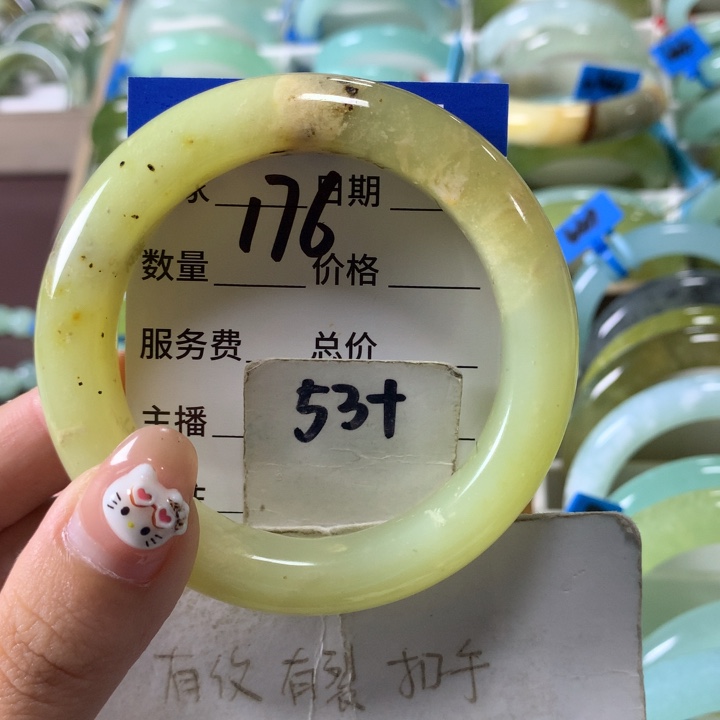 176
日期
数量 价格
服务费 总价
53+
主播
有纹 有裂 扣手